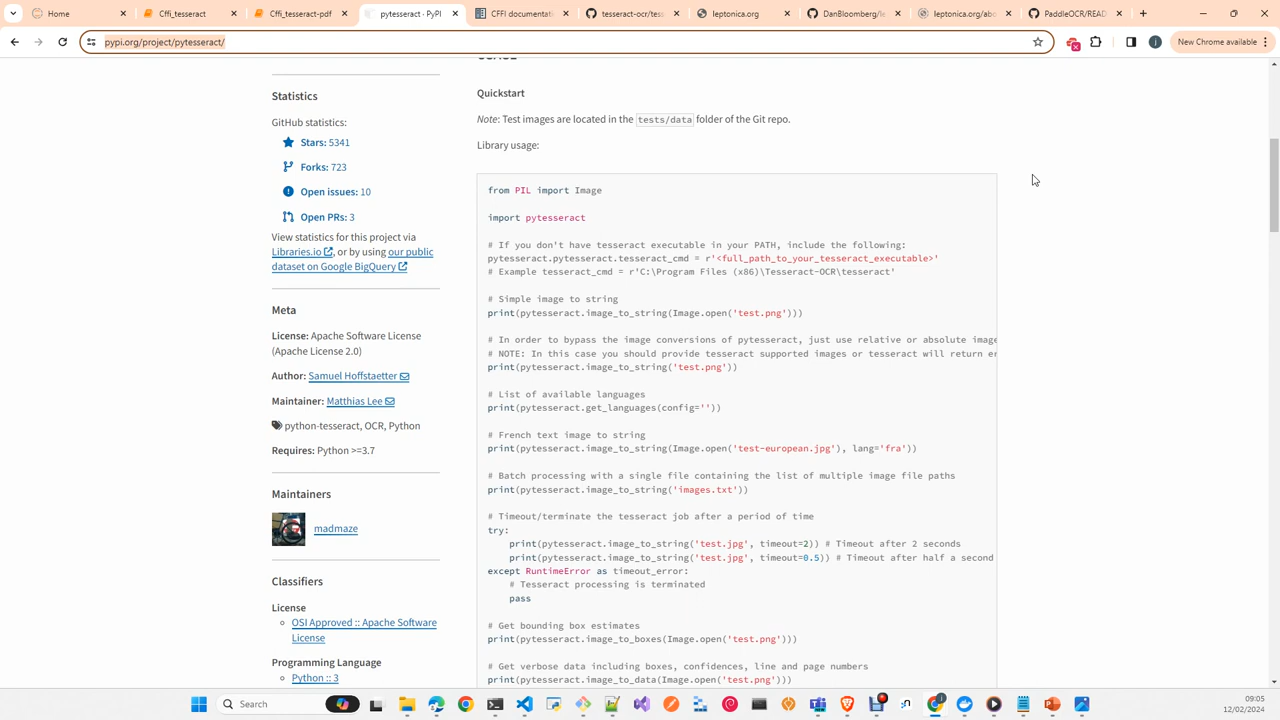 Home
Cffi_tesseract
Cffi_tesseract-pdf
pytesseract · PyPI
CFFI documentat
tesseract-ocr/tess
leptonica.org
DanBloomberg/le
leptonica.org/abo
PaddleOCR/READ
pypi.org/project/pytesseract/
New Chrome available
Statistics
GitHub statistics:
Stars: 5341
Forks: 723
Open issues: 10
Open PRs: 3
View statistics for this project via
Libraries.io, or by using our public
dataset on Google BigQuery
Meta
License: Apache Software License
(Apache License 2.0)
Author: Samuel Hoffstaetter
Maintainer: Matthias Lee
python-tesseract, OCR, Python
Requires: Python >=3.7
Maintainers
madmaze
Classifiers
License
OSI Approved :: Apache Software
License
Programming Language
Python :: 3
Quickstart
Note: Test images are located in the tests/data folder of the Git repo.
Library usage:
from PIL import Image
import pytesseract
# If you don't have tesseract executable in your PATH, include the following:
pytesseract.pytesseract.tesseract_cmd = r'<full_path_to_your_tesseract_executable>'
# Example tesseract_cmd = r'C:\Program Files (x86)\Tesseract-OCR\tesseract'
# Simple image to string
print(pytesseract.image_to_string(Image.open('test.png')))
# In order to bypass the image conversions of pytesseract, just use relative or absolute image
# NOTE: In this case you should provide tesseract supported images or tesseract will return er
print(pytesseract.image_to_string('test.png'))
# List of available languages
print(pytesseract.get_languages(config=''))
# French text image to string
print(pytesseract.image_to_string(Image.open('test-european.jpg'), lang='fra'))
# Batch processing with a single file containing the list of multiple image file paths
print(pytesseract.image_to_string('images.txt'))
# Timeout/terminate the tesseract job after a period of time
try:
print(pytesseract.image_to_string('test.jpg', timeout=2)) # Timeout after 2 seconds
print(pytesseract.image_to_string('test.jpg', timeout=0.5)) # Timeout after half a second
except RuntimeError as timeout_error:
# Tesseract processing is terminated
pass
# Get bounding box estimates
print(pytesseract.image_to_boxes(Image.open('test.png')))
# Get verbose data including boxes, confidences, line and page numbers
print(pytesseract.image_to_data(Image.open('test.png')))
Search
09:05
12/02/2024